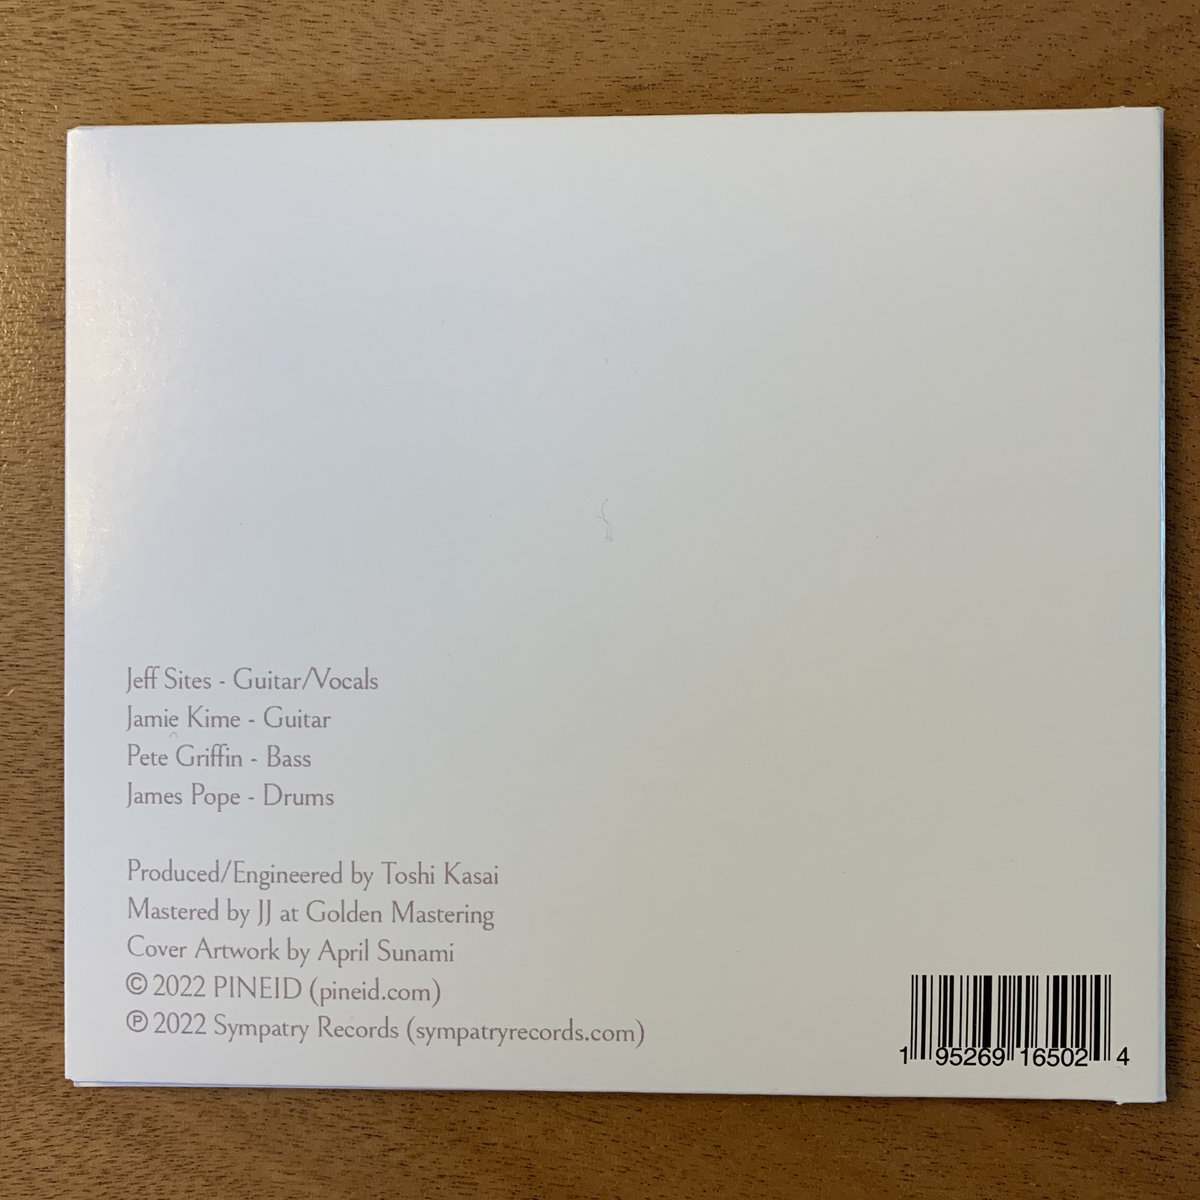 Jeff Sites - Guitar/Vocals
Jamie Kime - Guitar
Pete Griffin - Bass
James Pope - Drums
Produced/Engineered by Toshi Kasai
Mastered by JJ at Golden Mastering
Cover Artwork by April Sunami
© 2022 PINEID (pineid.com)
℗ 2022 Sympatry Records (sympatryrecords.com)
1 95269 16502 4